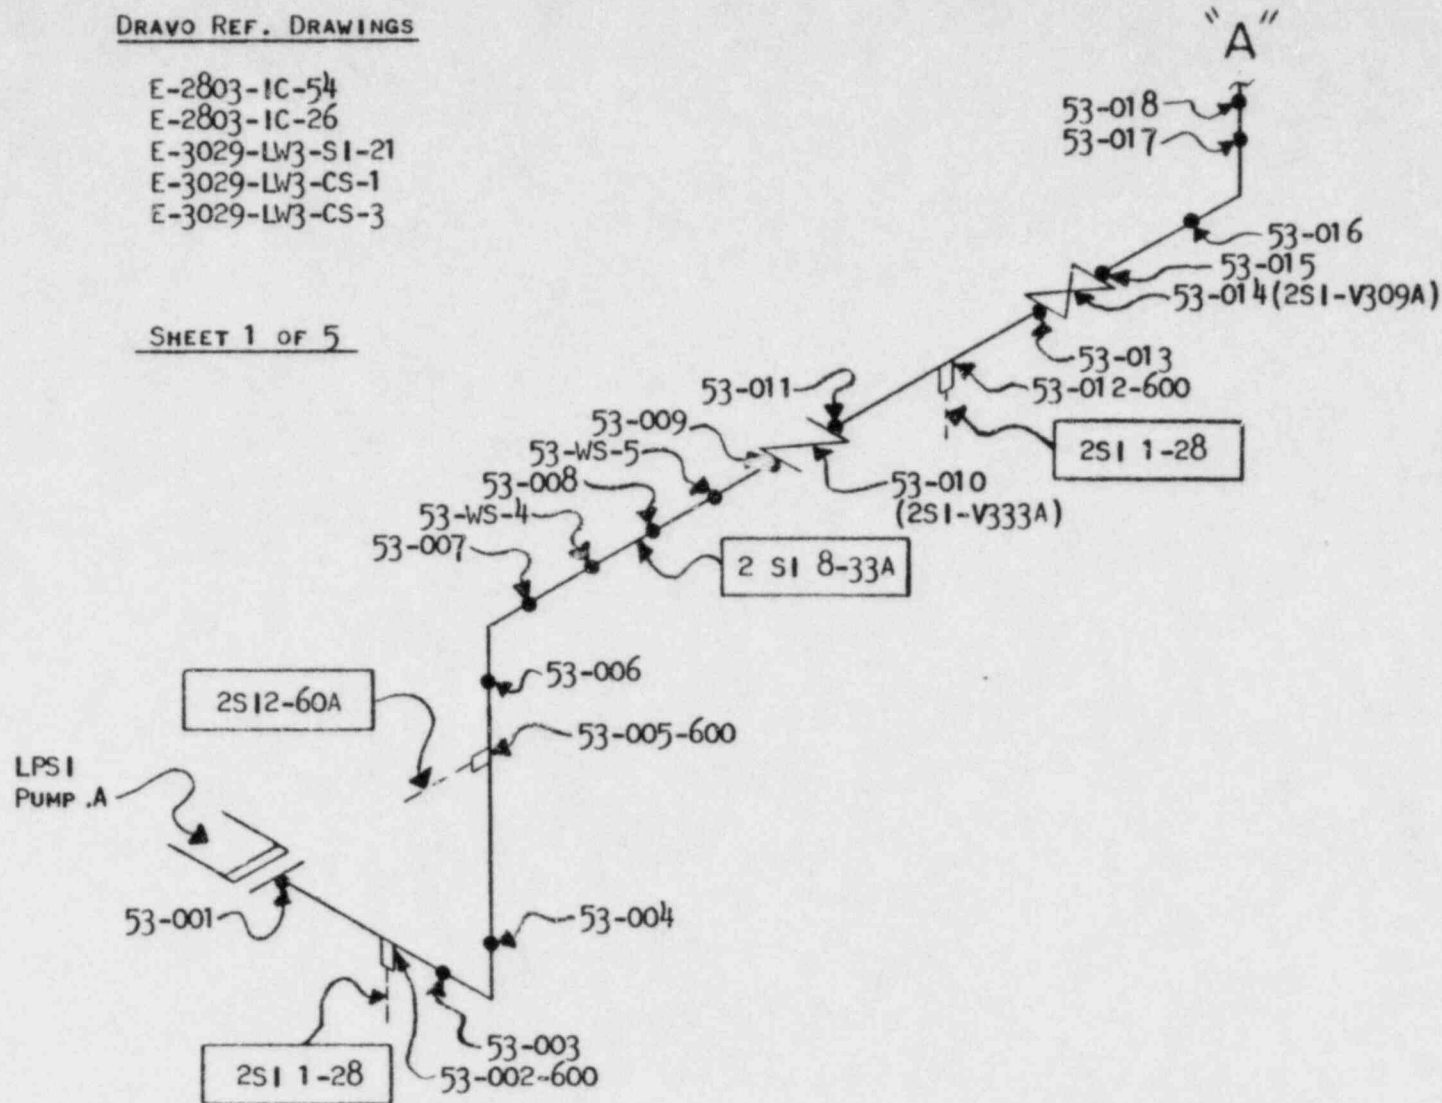 DRAVO REF. DRAWINGS
E-2803-IC-54
E-2803-IC-26
E-3029-LW3-SI-21
E-3029-LW3-CS-1
E-3029-LW3-CS-3
SHEET 1 OF 5
"A"
53-018
53-017
53-016
53-015
53-014(2SI-V309A)
53-013
53-012-600
2SI 1-28
53-011
53-009
53-WS-5
53-008
53-WS-4
53-007
53-010
(2SI-V333A)
2 SI 8-33A
53-006
2SI2-60A
53-005-600
LPSI
PUMP .A
53-001
53-004
53-003
53-002-600
2SI 1-28